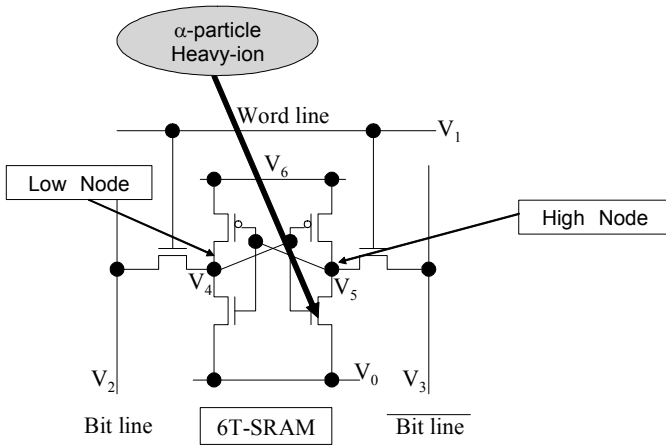 α-particle
Heavy-ion
Word line
V1
V6
Low Node
High Node
V4
V5
V2
V0
V3
Bit line
6T-SRAM
Bit line